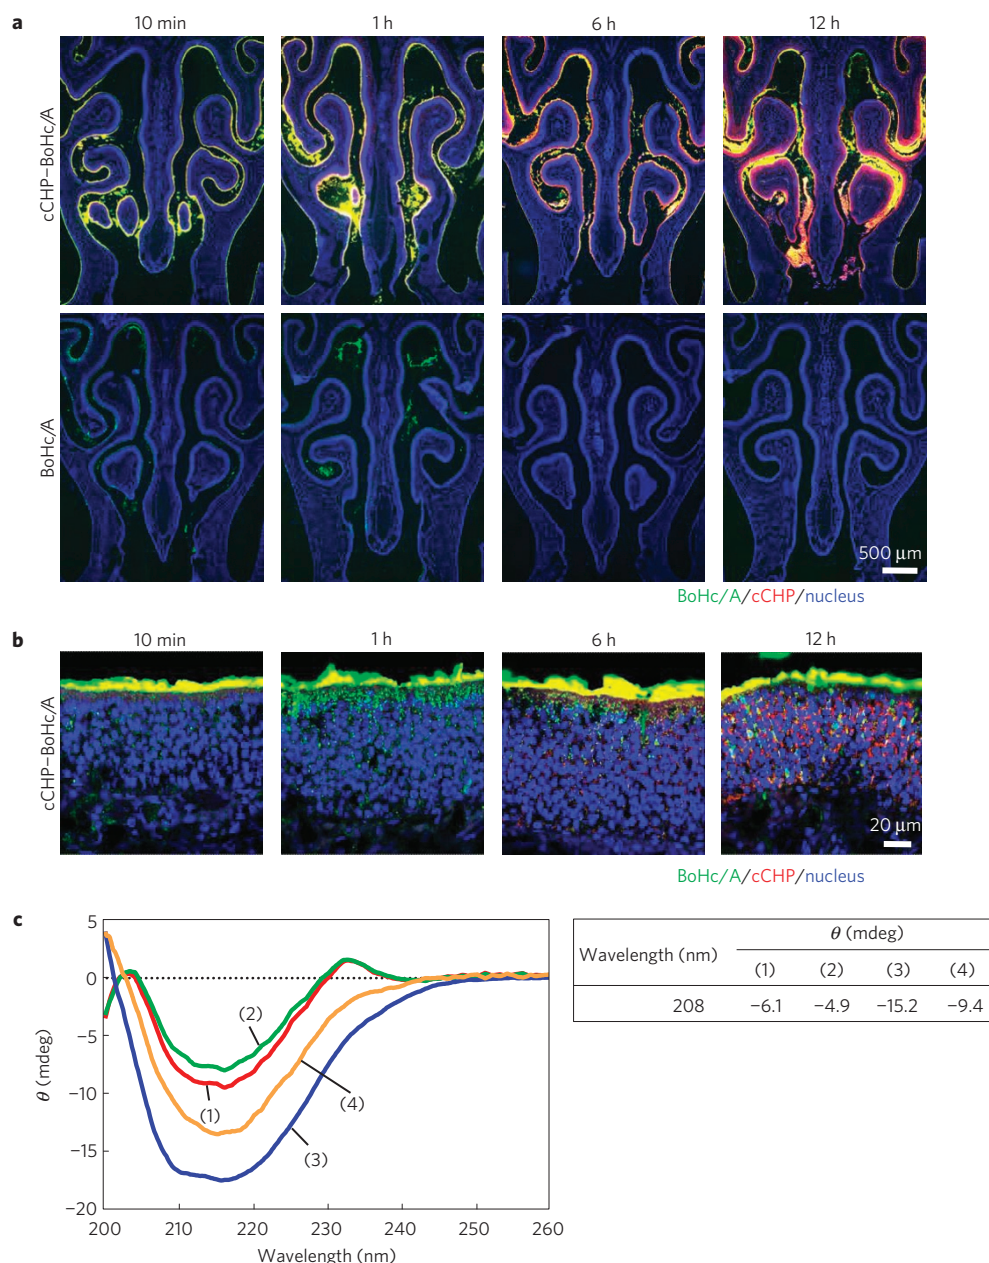 a
10 min 1 h 6 h 12 h
cCHP–BoHc/A
BoHc/A
500 µm
BoHc/A/cCHP/nucleus
b
10 min 1 h 6 h 12 h
cCHP–BoHc/A
20 µm
BoHc/A/cCHP/nucleus
c
θ (mdeg)
5
0
−5
−10
−15
−20
(2)
(1)
(4)
(3)
200 210 220 230 240 250 260
Wavelength (nm)
θ (mdeg)
Wavelength (nm)
(1) (2) (3) (4)
208 −6.1 −4.9 −15.2 −9.4